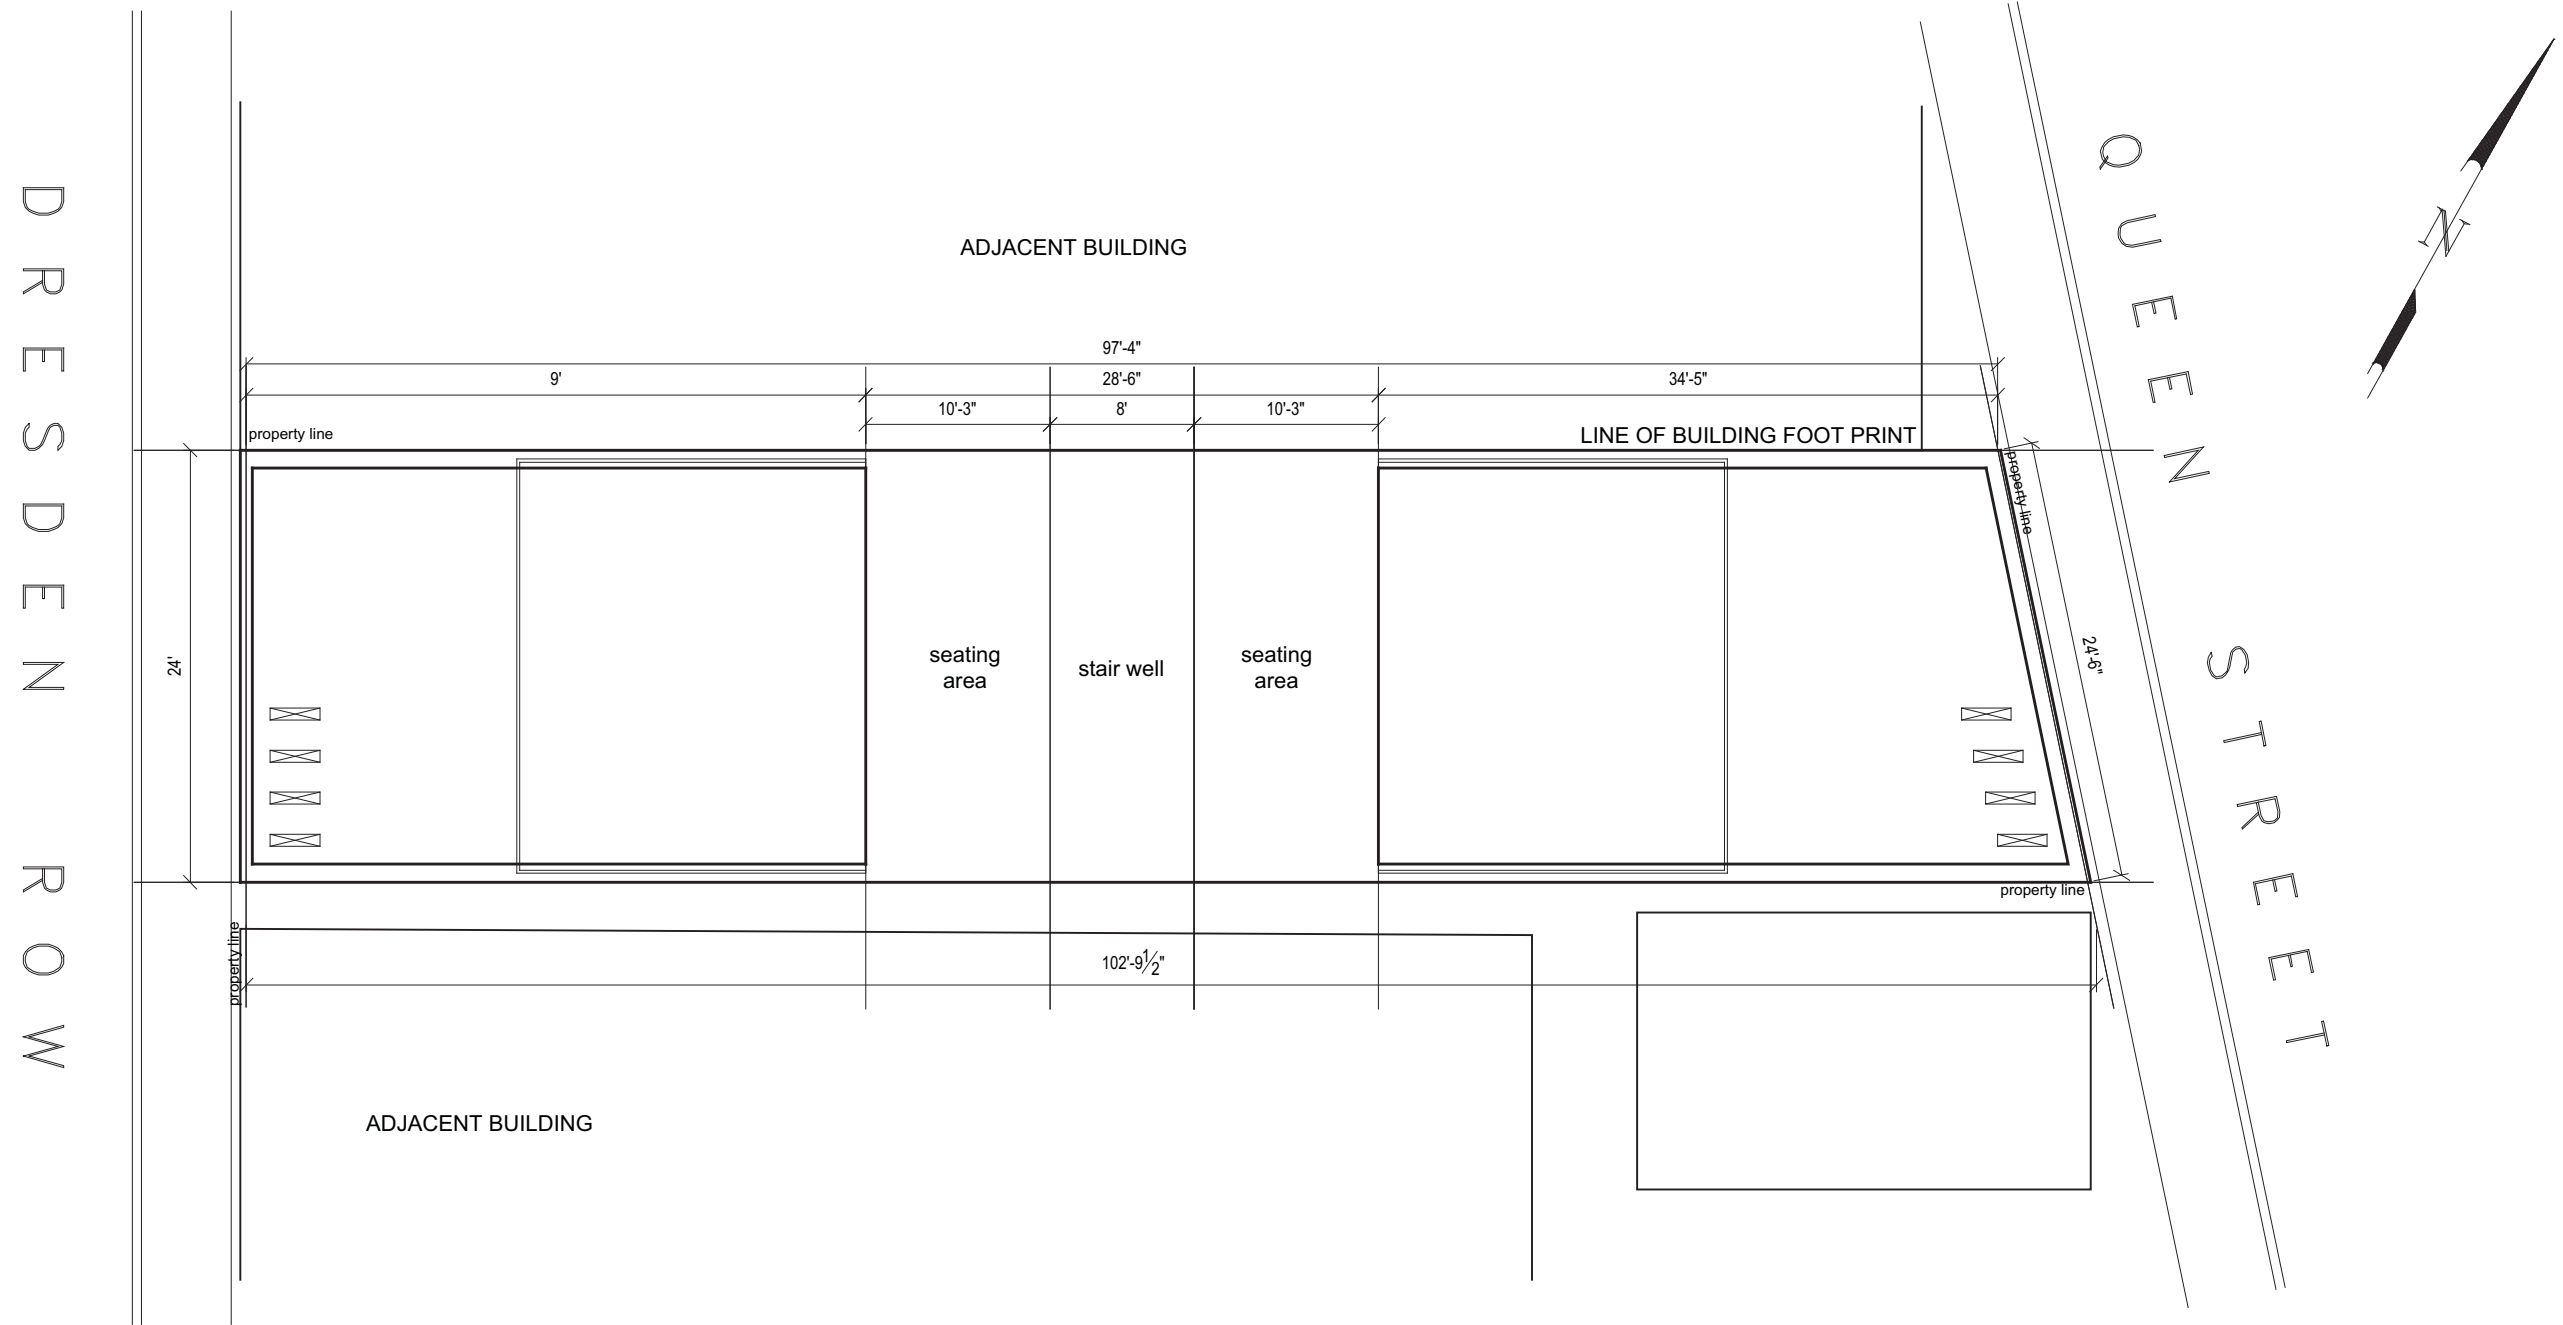 DRESDEN ROW
QUEEN STREET
N
ADJACENT BUILDING
97'-4"
9'
28'-6"
34'-5"
10'-3"
8'
10'-3"
property line
LINE OF BUILDING FOOT PRINT
property line
24'
seating
area
stair well
seating
area
24'-6"
property line
property line
102'-9½"
ADJACENT BUILDING